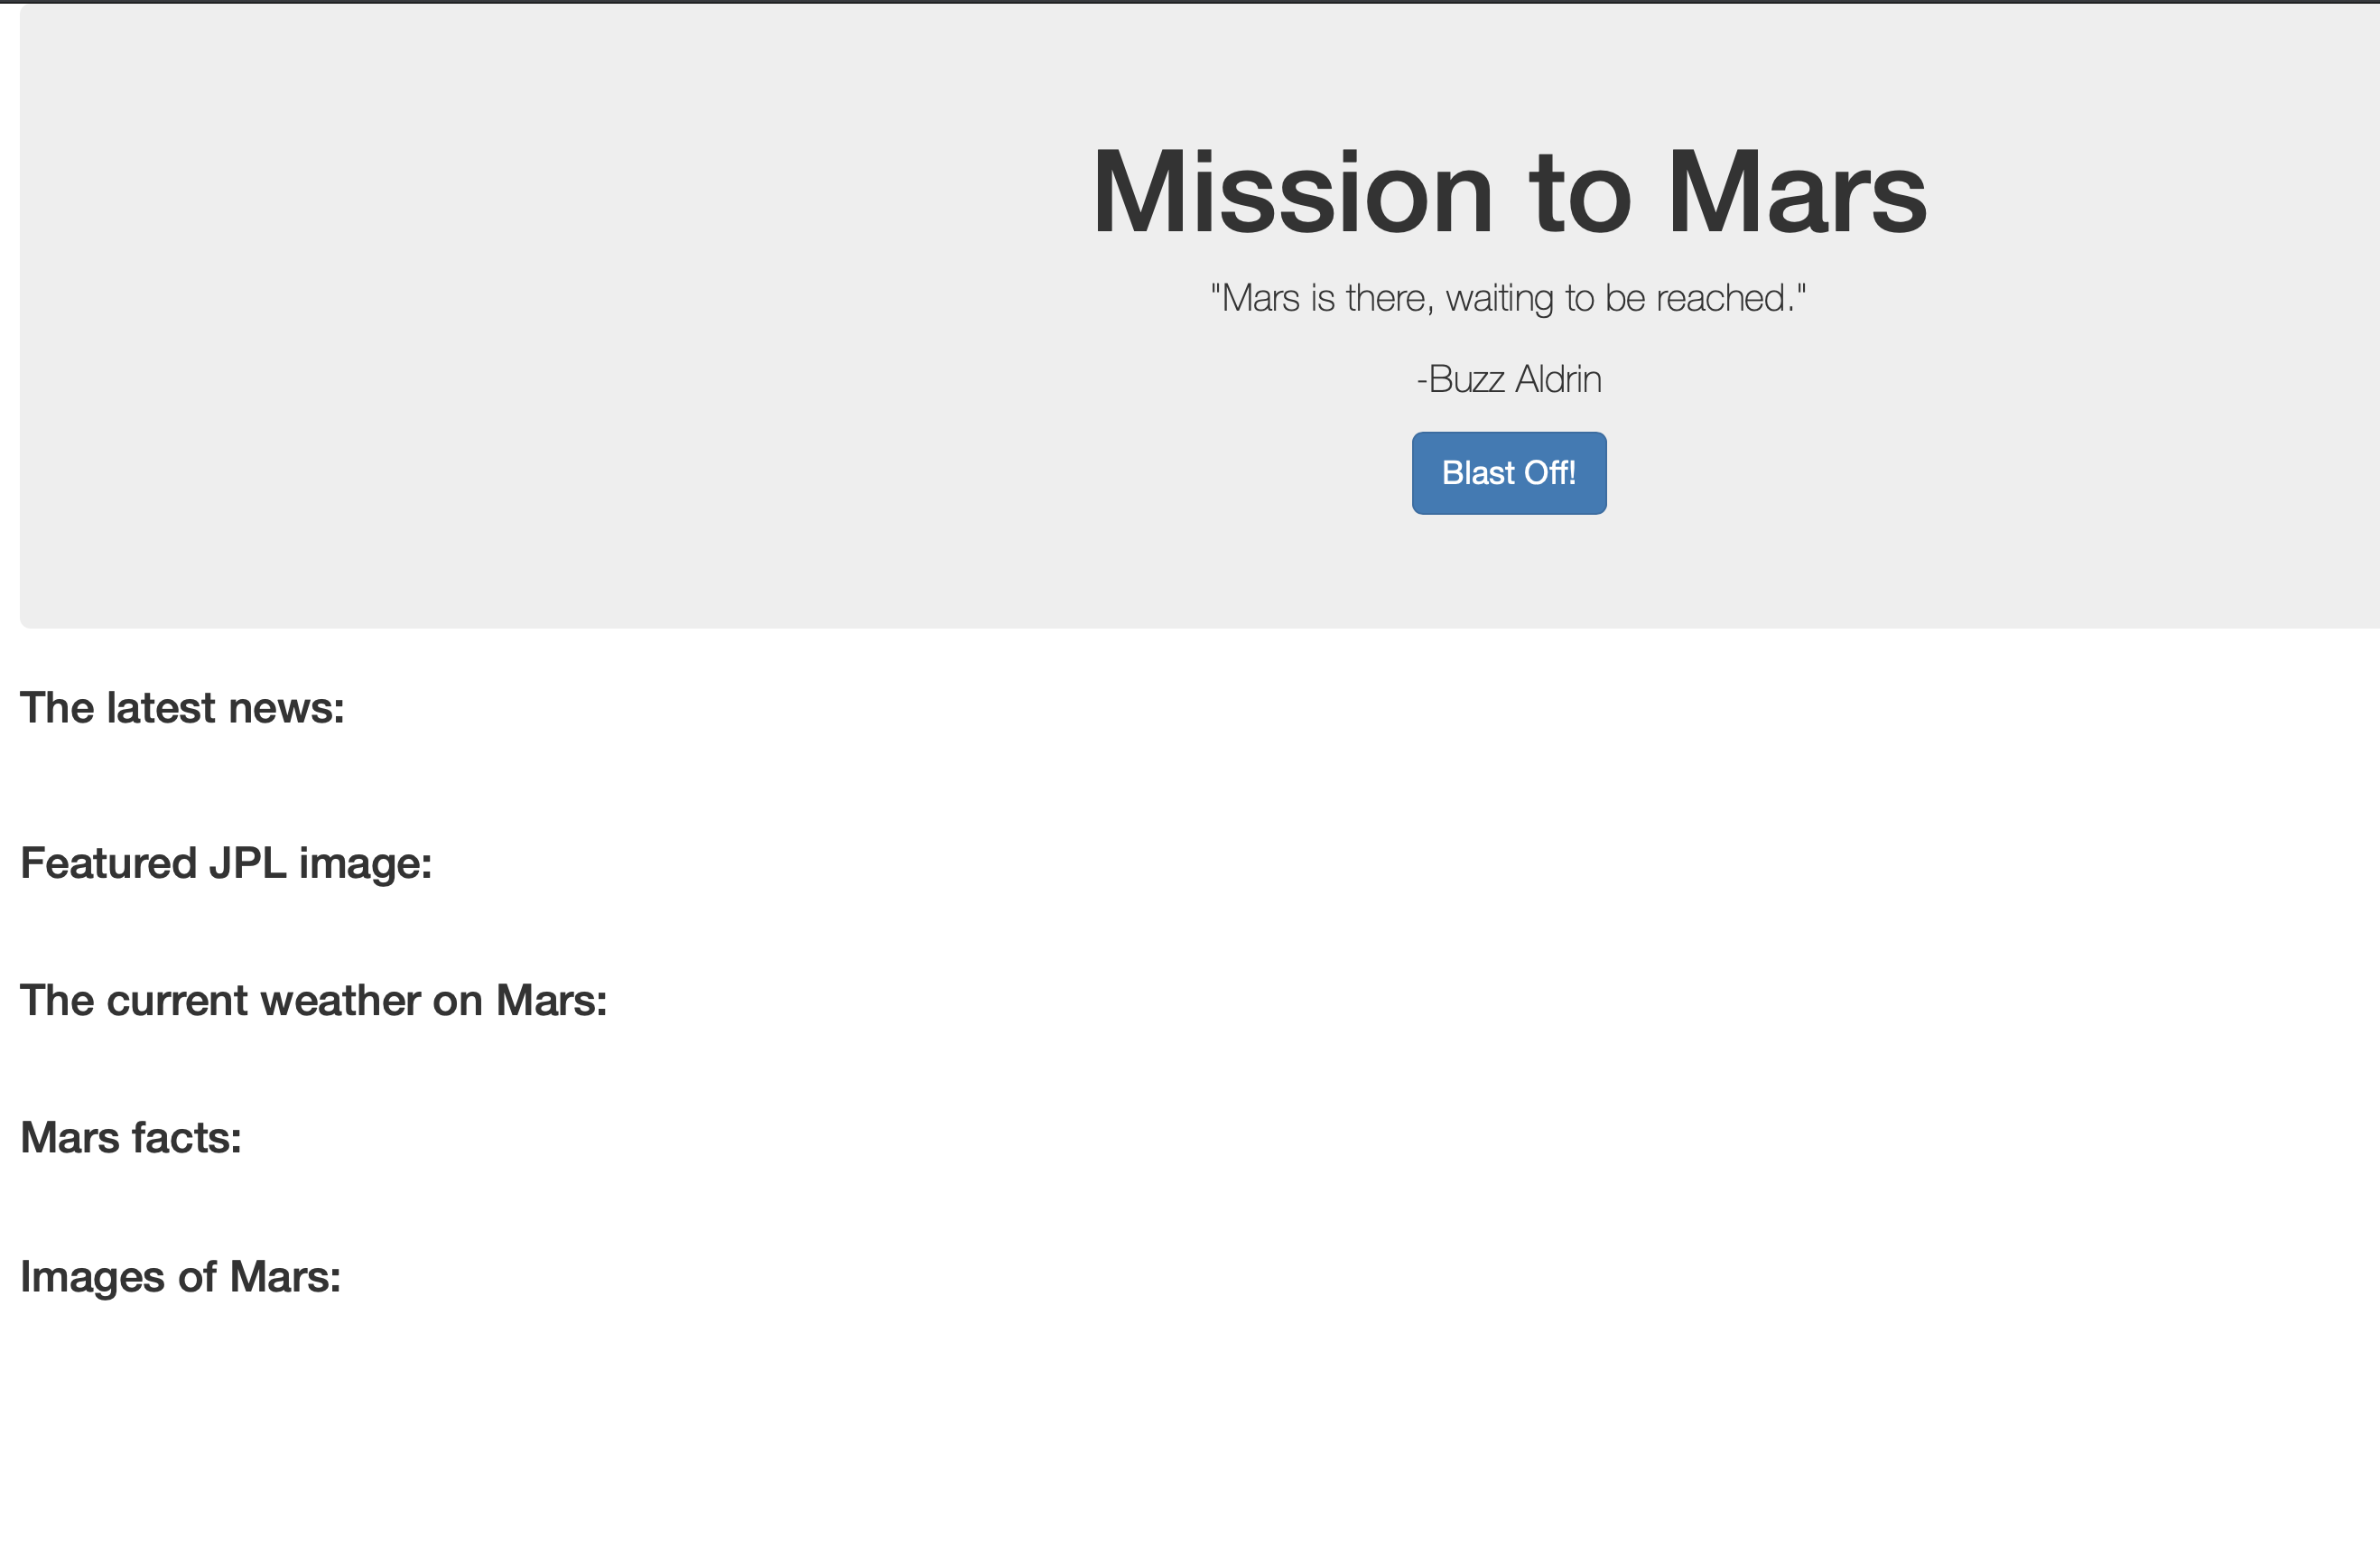 Mission to Mars
"Mars is there, waiting to be reached."
-Buzz Aldrin
Blast Off!
The latest news:
Featured JPL image:
The current weather on Mars:
Mars facts:
Images of Mars: